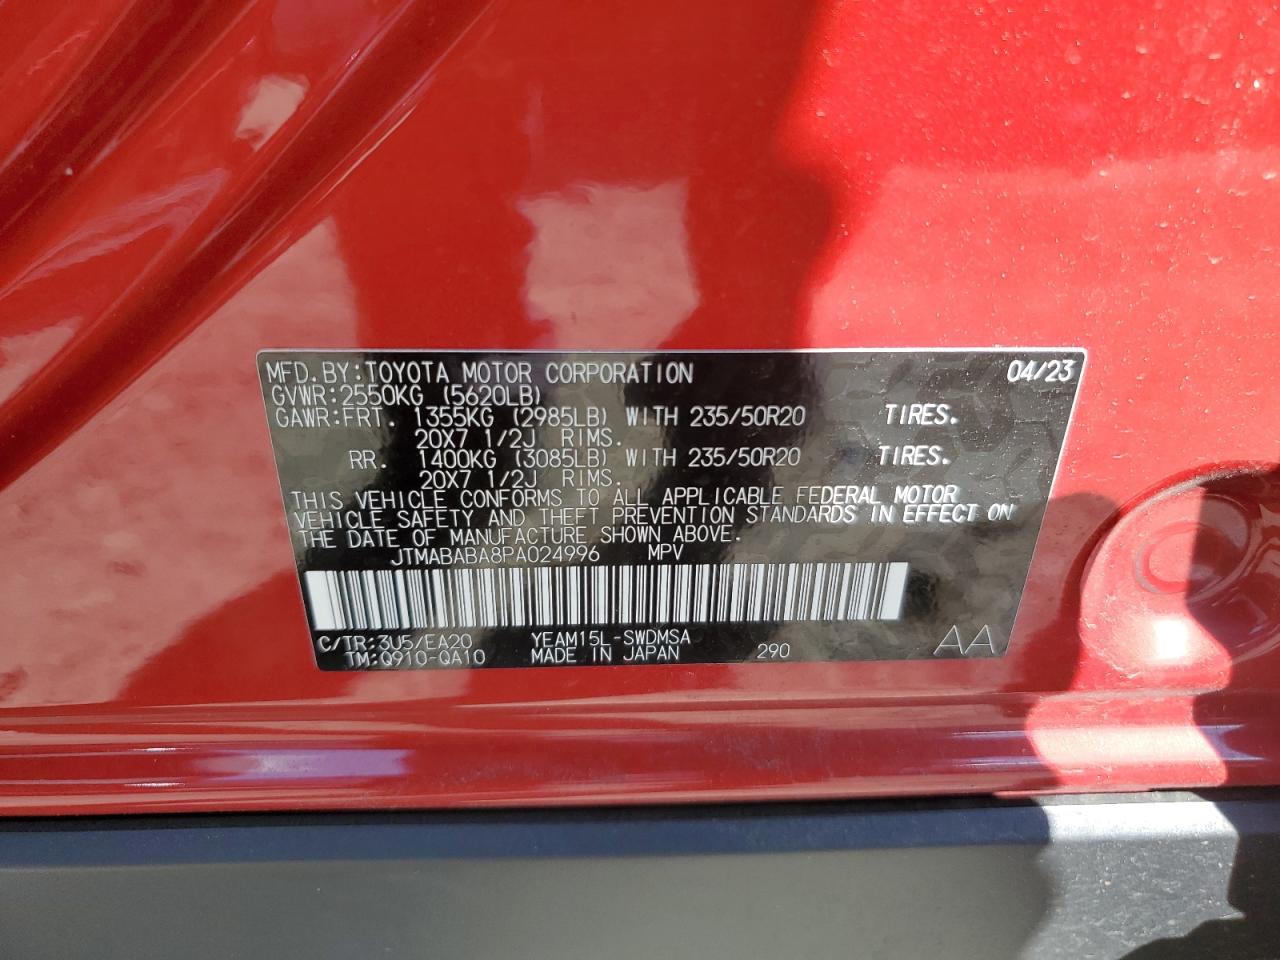 MFD. BY: TOYOTA MOTOR CORPORATION 04/23
GVWR: 2550KG (5620LB)
GAWR: FRT. 1355KG (2985LB) WITH 235/50R20 TIRES.
20X7 1/2J RIMS.
RR. 1400KG (3085LB) WITH 235/50R20 TIRES.
20X7 1/2J RIMS.
THIS VEHICLE CONFORMS TO ALL APPLICABLE FEDERAL MOTOR
VEHICLE SAFETY AND THEFT PREVENTION STANDARDS IN EFFECT ON
THE DATE OF MANUFACTURE SHOWN ABOVE.
JTMABABA8PA024996 MPV
C/TR: 3U5/EA20 YEAM15L-SWDMSA
TM: Q910-QA10 MADE IN JAPAN 290 AA